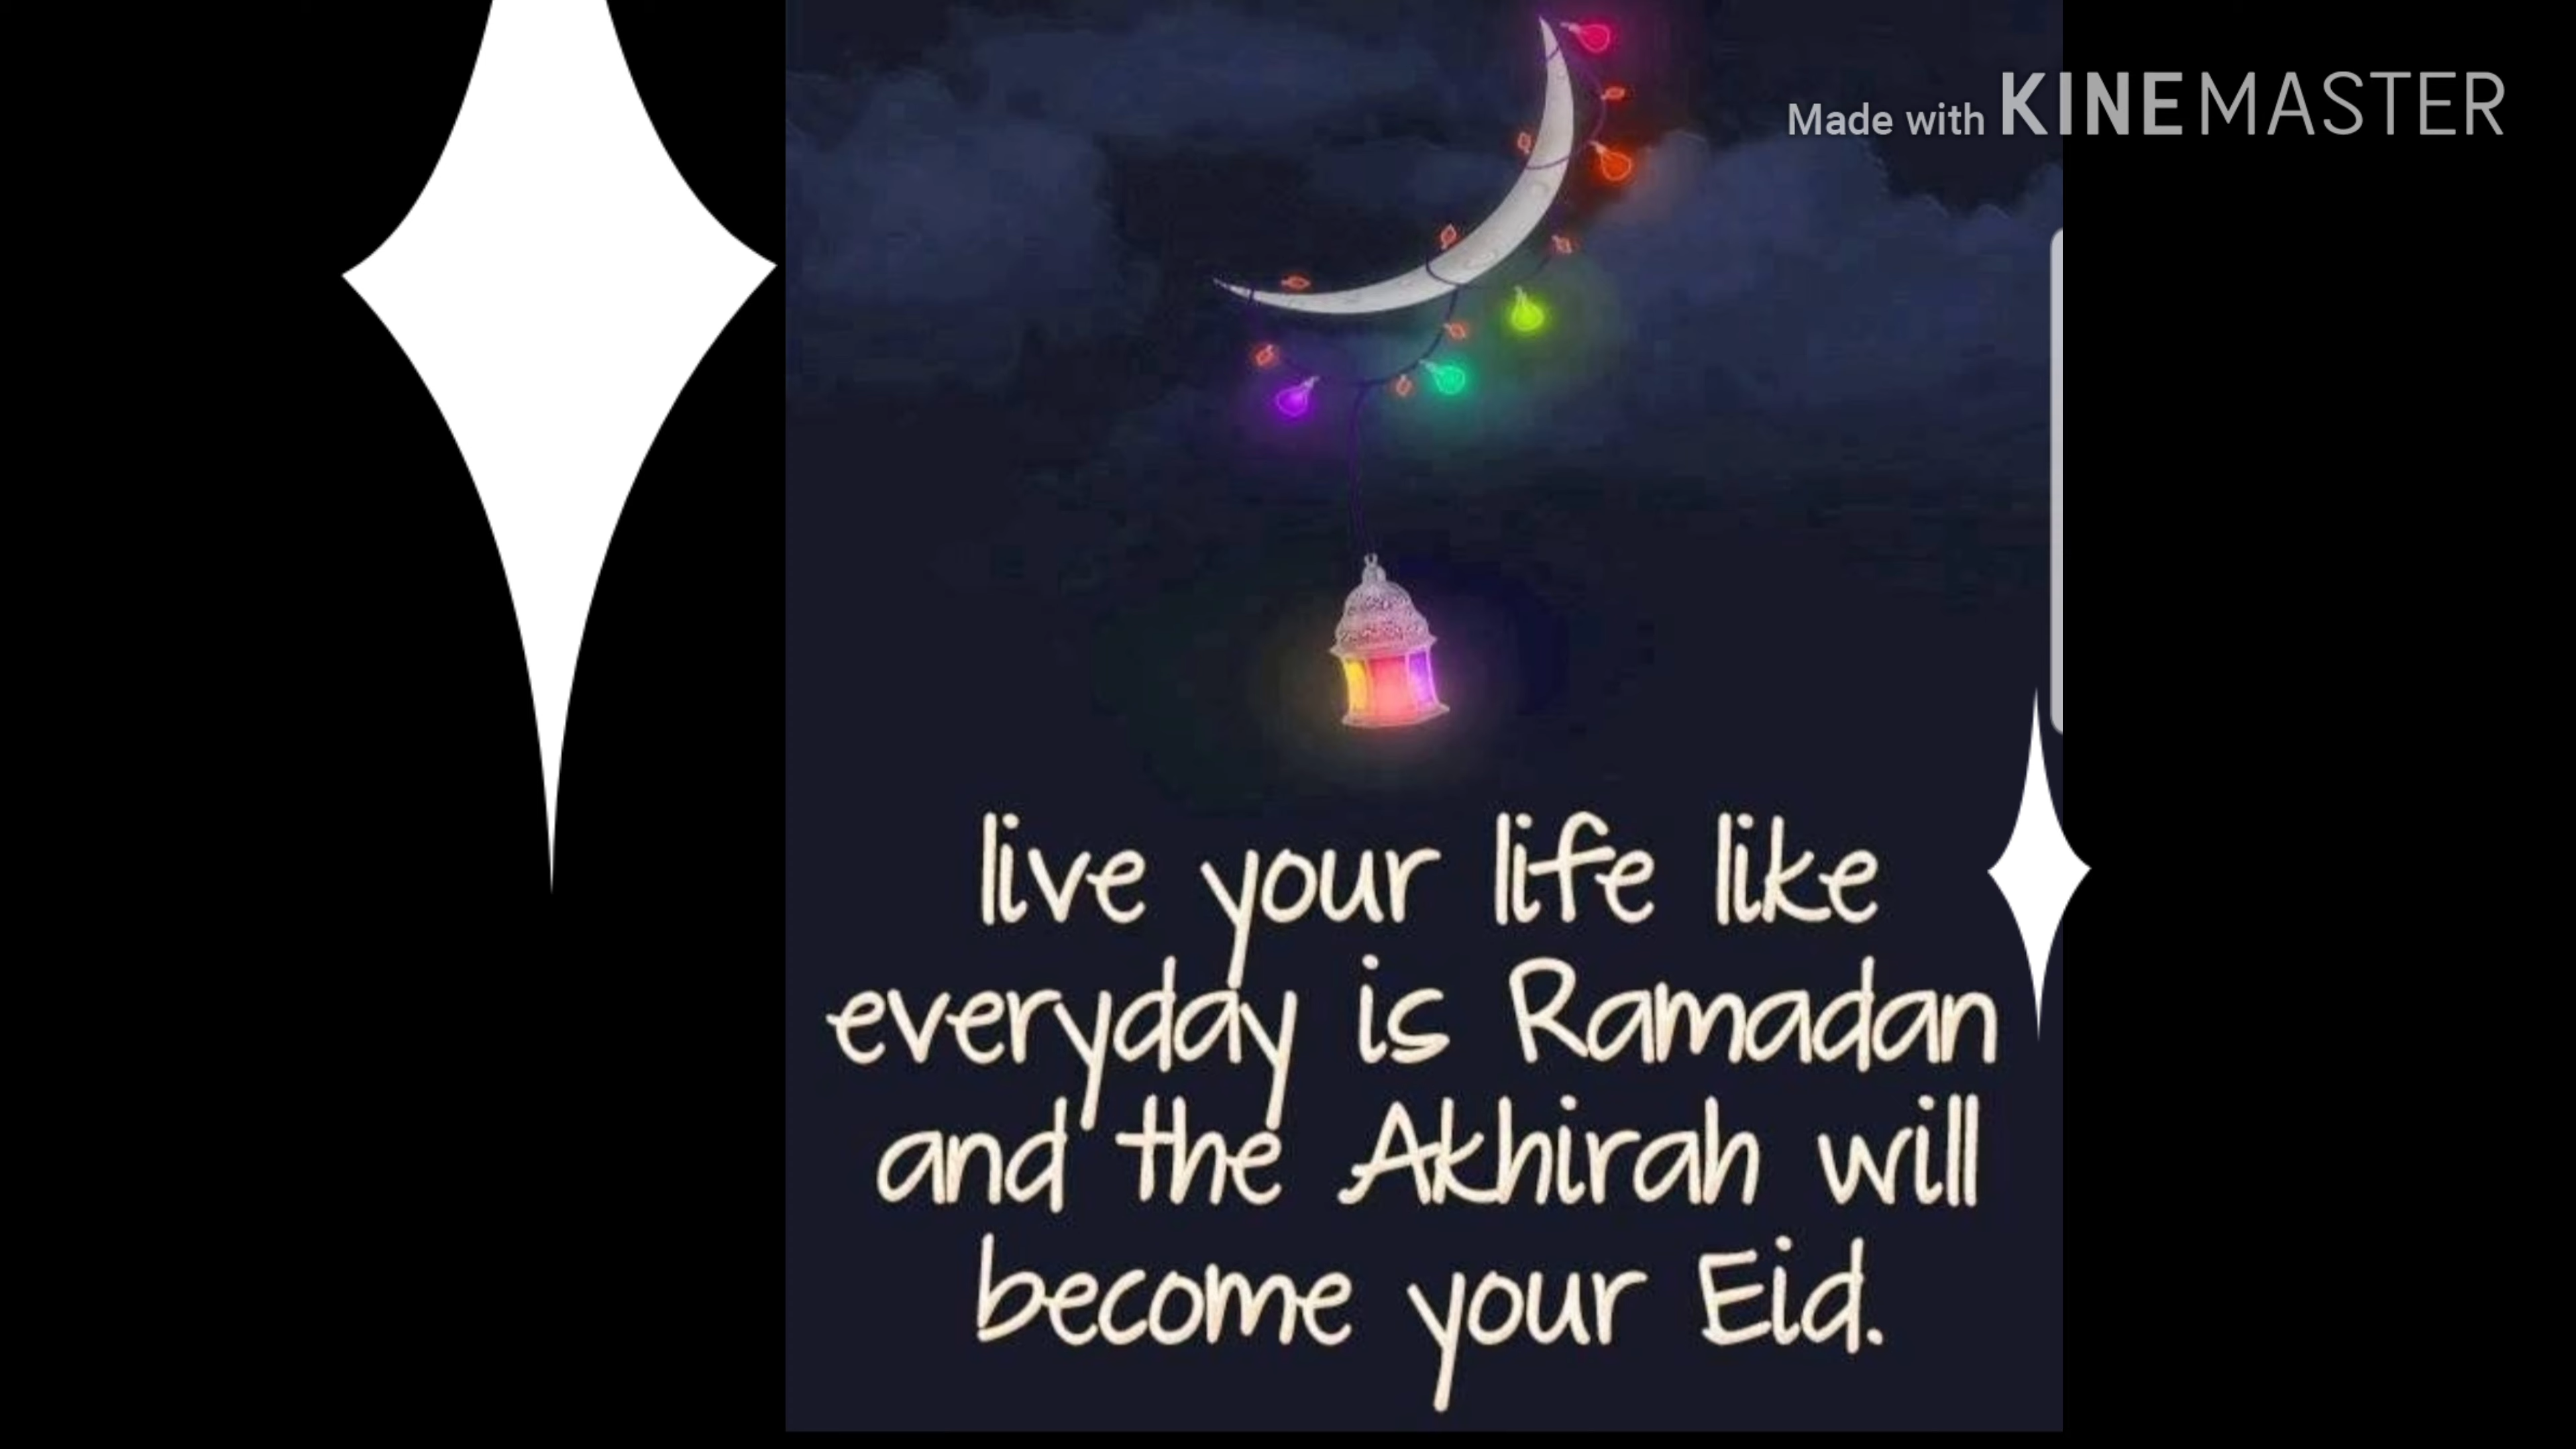 Made with KINEMASTER
live your life like
everyday is Ramadan
and the Akhirah will
become your Eid.